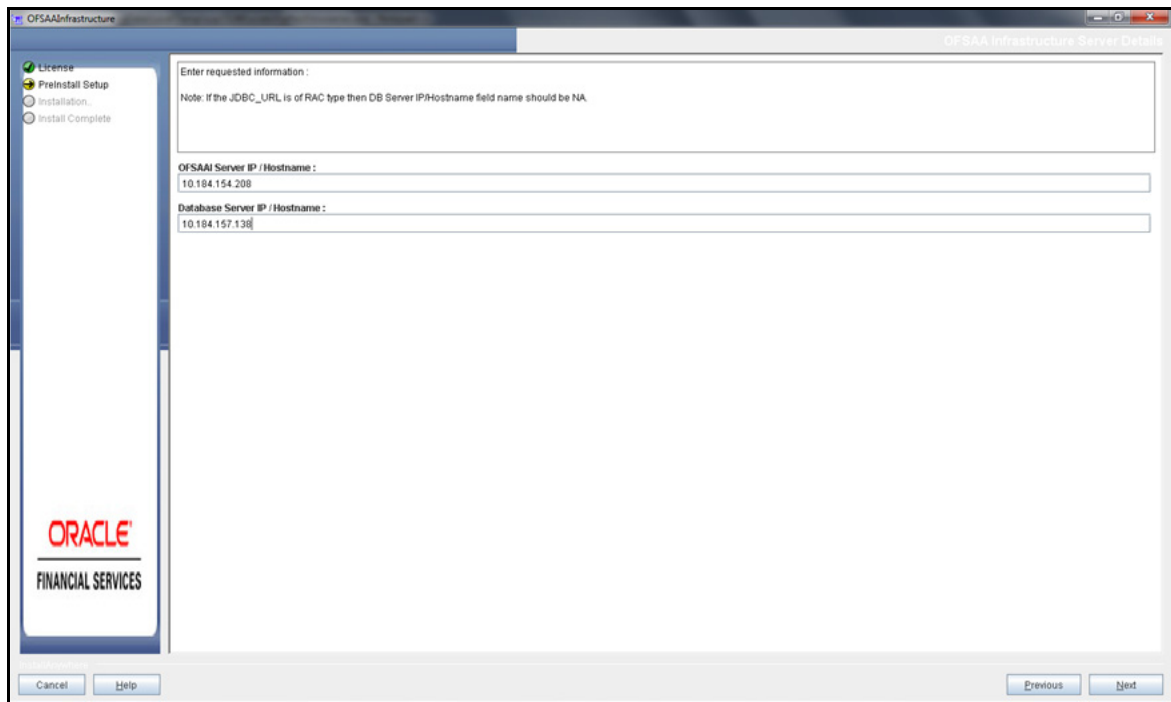 OFSAAInfrastructure
OFSAA Infrastructure Server Details
License
PreInstall Setup
Installation..
Install Complete
Enter requested information :
Note: If the JDBC_URL is of RAC type then DB Server IP/Hostname field name should be NA.
OFSAAI Server IP / Hostname :
10.184.154.208
Database Server IP / Hostname :
10.184.157.138
ORACLE®
FINANCIAL SERVICES
InstallAnywhere
Cancel
Help
Previous
Next